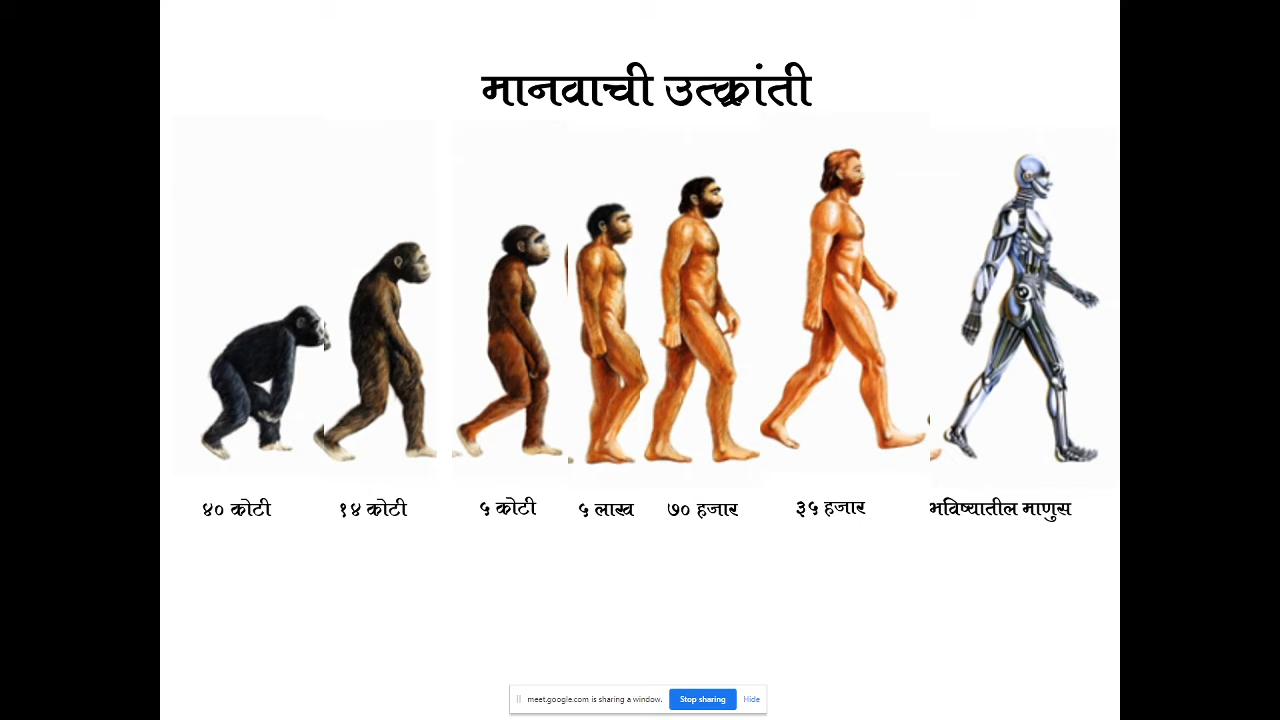 मानवाची उत्क्रांती
४० कोटी १४ कोटी ५ कोटी ५ लाख ७० हजार ३५ हजार भविष्यातील माणुस
meet.google.com is sharing a window. Stop sharing Hide